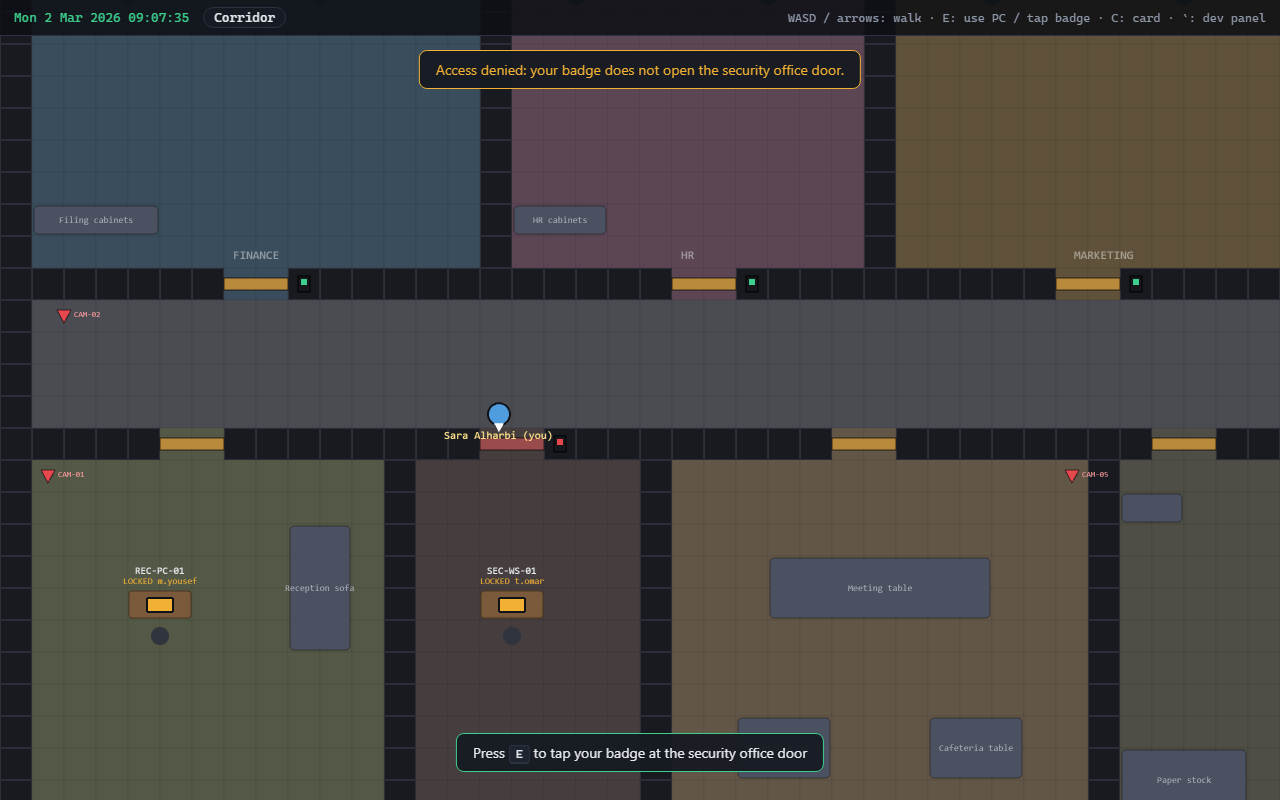 Mon 2 Mar 2026 09:07:35
Corridor
WASD / arrows: walk · E: use PC / tap badge · C: card · `: dev panel
Access denied: your badge does not open the security office door.
Filing cabinets
HR cabinets
FINANCE
HR
MARKETING
CAM-02
Sara Alharbi (you)
CAM-01
CAM-05
REC-PC-01
LOCKED m.yousef
Reception sofa
SEC-WS-01
LOCKED t.omar
Meeting table
Cafeteria table
Press E to tap your badge at the security office door
Paper stock